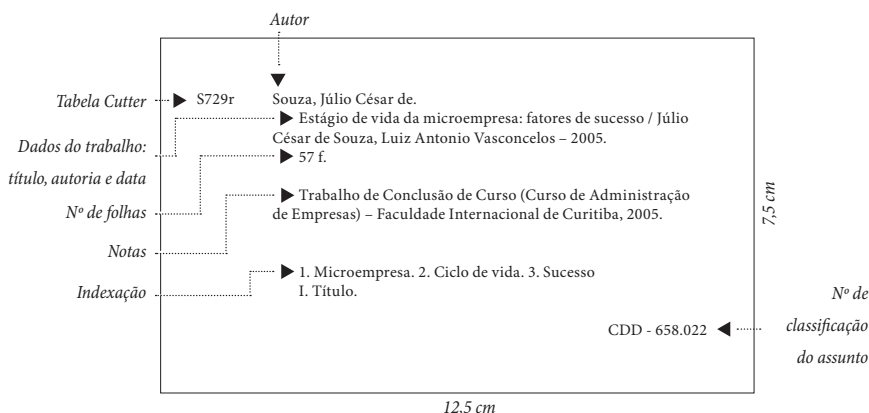 Autor
Tabela Cutter
S729r
Souza, Júlio César de.
Estágio de vida da microempresa: fatores de sucesso / Júlio
César de Souza, Luiz Antonio Vasconcelos – 2005.
Dados do trabalho:
título, autoria e data
57 f.
Nº de folhas
Trabalho de Conclusão de Curso (Curso de Administração
de Empresas) – Faculdade Internacional de Curitiba, 2005.
Notas
1. Microempresa. 2. Ciclo de vida. 3. Sucesso
I. Título.
Indexação
CDD - 658.022
Nº de
classificação
do assunto
7,5 cm
12,5 cm